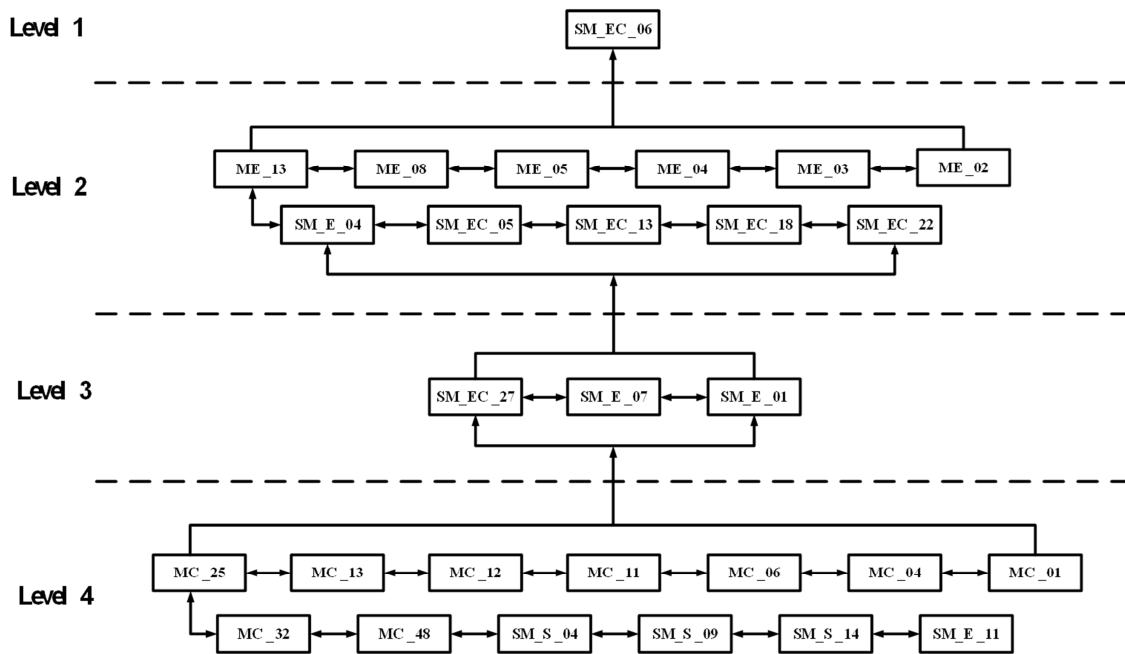 Level 1
SM_EC_06
Level 2
ME_13 ME_08 ME_05 ME_04 ME_03 ME_02
SM_E_04 SM_EC_05 SM_EC_13 SM_EC_18 SM_EC_22
Level 3
SM_EC_27 SM_E_07 SM_E_01
Level 4
MC_25 MC_13 MC_12 MC_11 MC_06 MC_04 MC_01
MC_32 MC_48 SM_S_04 SM_S_09 SM_S_14 SM_E_11